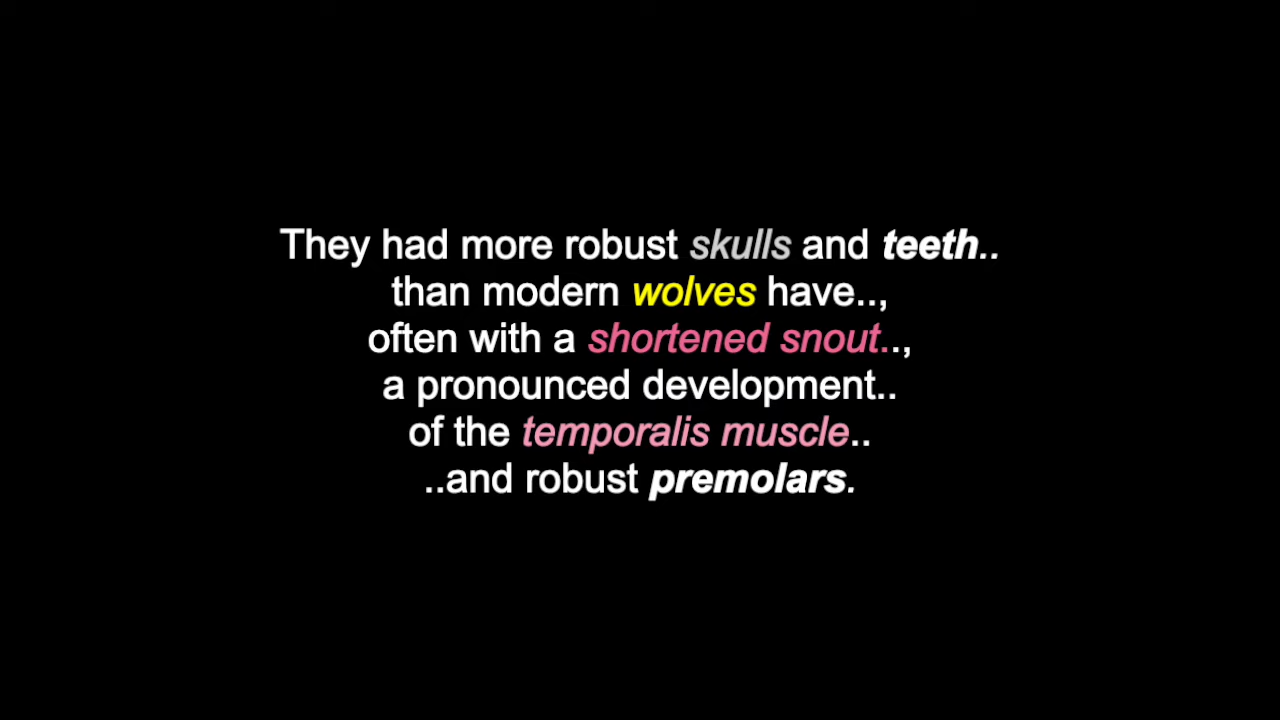 They had more robust skulls and teeth..
than modern wolves have..,
often with a shortened snout..,
a pronounced development..
of the temporalis muscle..
..and robust premolars.